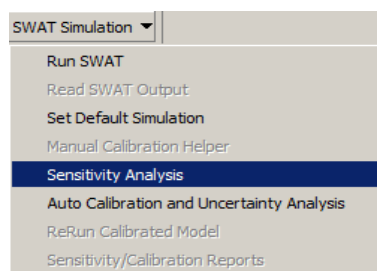 SWAT Simulation
Run SWAT
Read SWAT Output
Set Default Simulation
Manual Calibration Helper
Sensitivity Analysis
Auto Calibration and Uncertainty Analysis
ReRun Calibrated Model
Sensitivity/Calibration Reports